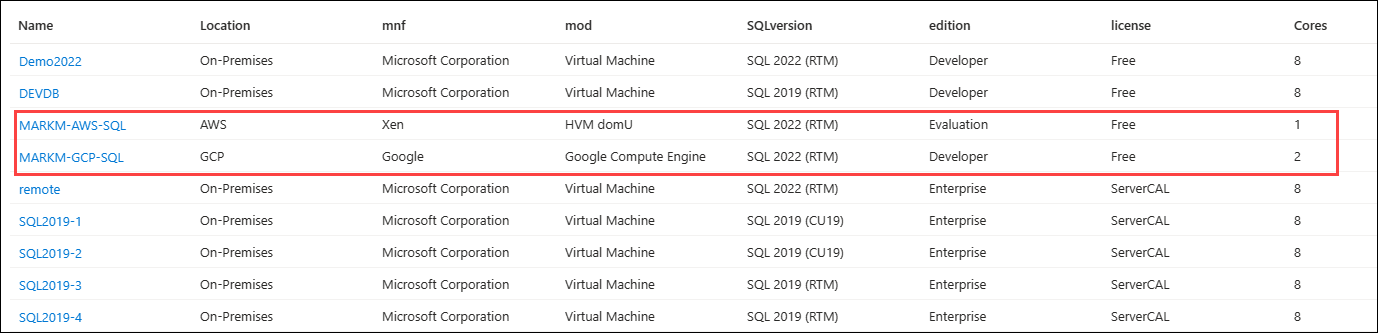 Name Location mnf mod SQLversion edition license Cores
Demo2022 On-Premises Microsoft Corporation Virtual Machine SQL 2022 (RTM) Developer Free 8
DEVDB On-Premises Microsoft Corporation Virtual Machine SQL 2019 (RTM) Developer Free 8
MARKM-AWS-SQL AWS Xen HVM domU SQL 2022 (RTM) Evaluation Free 1
MARKM-GCP-SQL GCP Google Google Compute Engine SQL 2022 (RTM) Developer Free 2
remote On-Premises Microsoft Corporation Virtual Machine SQL 2022 (RTM) Enterprise ServerCAL 8
SQL2019-1 On-Premises Microsoft Corporation Virtual Machine SQL 2019 (CU19) Enterprise ServerCAL 8
SQL2019-2 On-Premises Microsoft Corporation Virtual Machine SQL 2019 (CU19) Enterprise ServerCAL 8
SQL2019-3 On-Premises Microsoft Corporation Virtual Machine SQL 2019 (RTM) Enterprise ServerCAL 8
SQL2019-4 On-Premises Microsoft Corporation Virtual Machine SQL 2019 (RTM) Enterprise ServerCAL 8